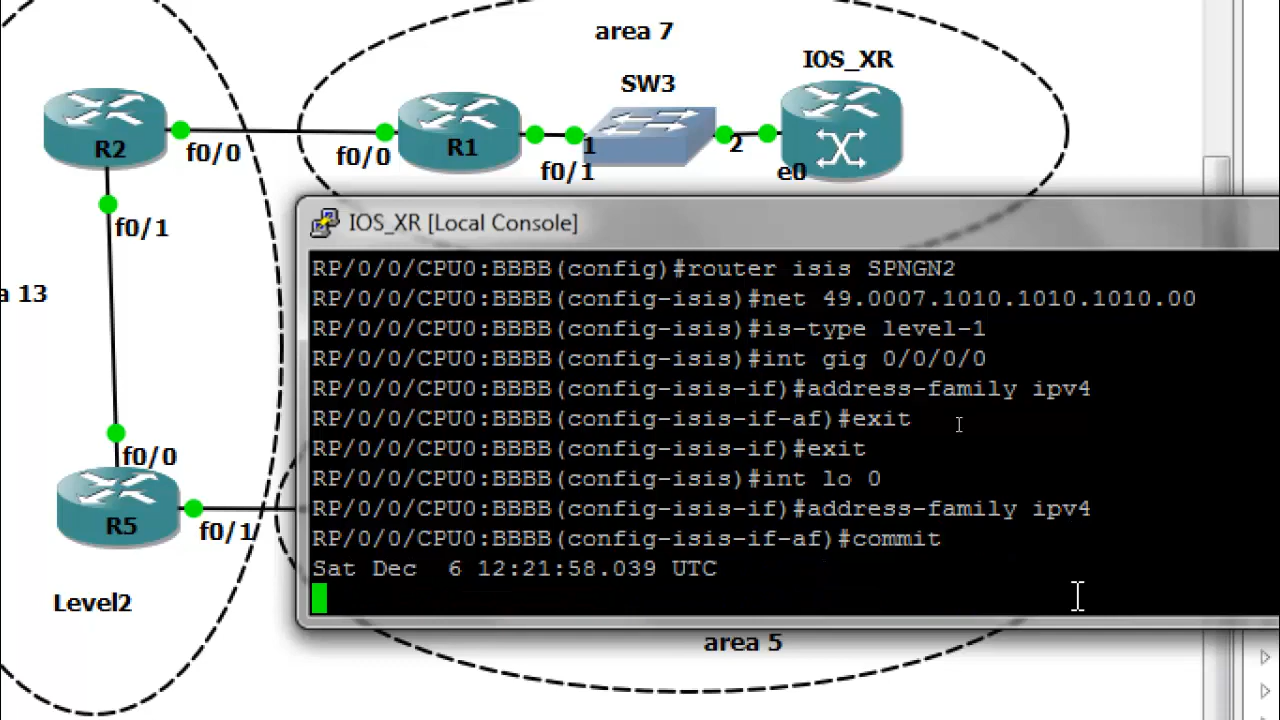 area 7
IOS_XR
SW3
R2
R1
f0/0
f0/0
f0/1
1
2
e0
f0/1
a 13
IOS_XR [Local Console]
RP/0/0/CPU0:BBBB(config)#router isis SPNGN2
RP/0/0/CPU0:BBBB(config-isis)#net 49.0007.1010.1010.1010.00
RP/0/0/CPU0:BBBB(config-isis)#is-type level-1
RP/0/0/CPU0:BBBB(config-isis)#int gig 0/0/0/0
RP/0/0/CPU0:BBBB(config-isis-if)#address-family ipv4
RP/0/0/CPU0:BBBB(config-isis-if-af)#exit
RP/0/0/CPU0:BBBB(config-isis-if)#exit
RP/0/0/CPU0:BBBB(config-isis)#int lo 0
RP/0/0/CPU0:BBBB(config-isis-if)#address-family ipv4
RP/0/0/CPU0:BBBB(config-isis-if-af)#commit
Sat Dec  6 12:21:58.039 UTC
f0/0
R5
f0/1
Level2
area 5